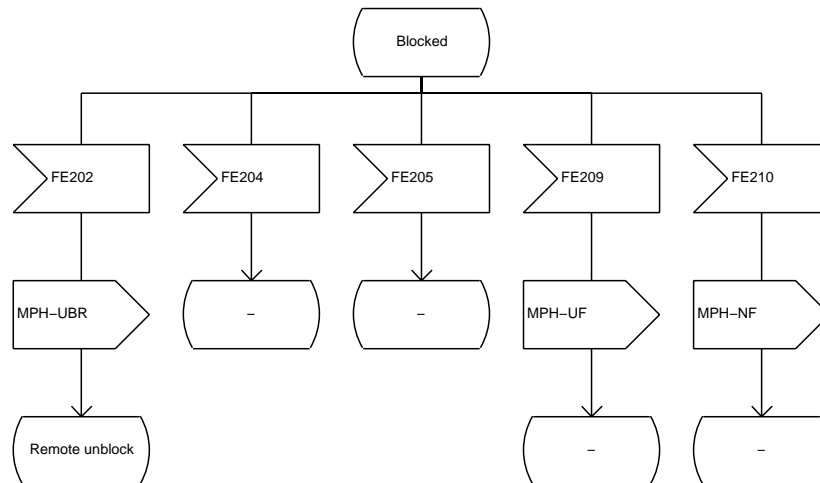 Blocked
FE202
FE204
FE205
FE209
FE210
MPH−UBR
−
−
MPH−UF
MPH−NF
Remote unblock
−
−